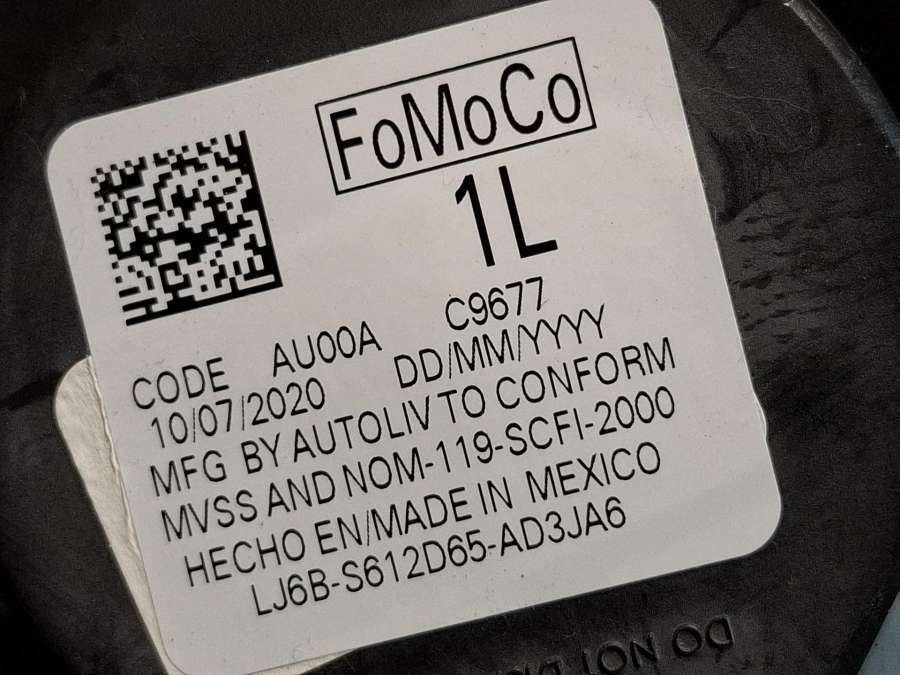 FoMoCo
1L
CODE AU00A C9677
10/07/2020 DD/MM/YYYY
MFG BY AUTOLIV TO CONFORM
MVSS AND NOM-119-SCFI-2000
HECHO EN/MADE IN MEXICO
LJ6B-S612D65-AD3JA6
DO NOT